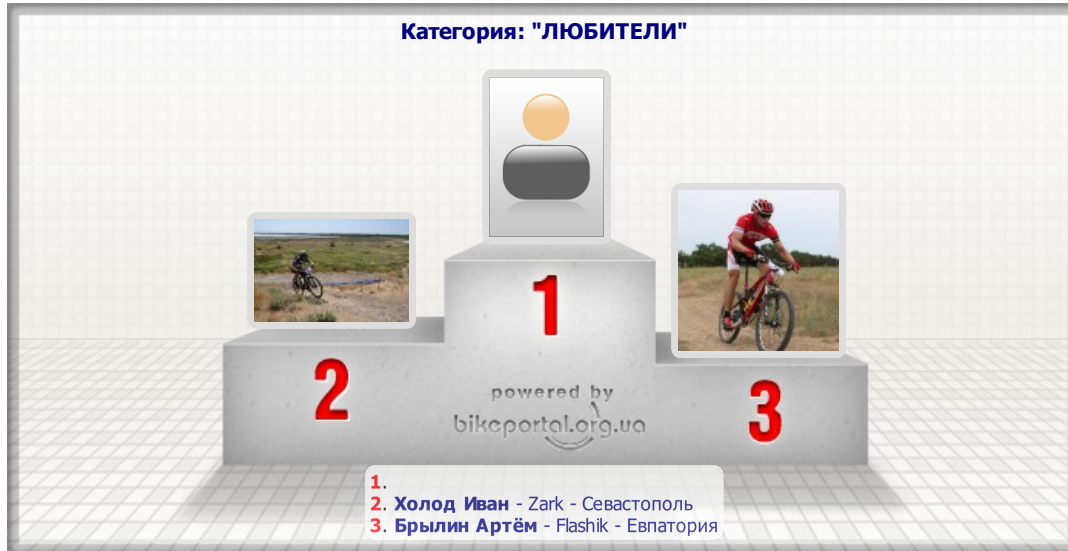 Категория: "ЛЮБИТЕЛИ"
1
2
3
powered by
bikeportal.org.ua
1.
2. Холод Иван - Zark - Севастополь
3. Брылин Артём - Flashik - Евпатория